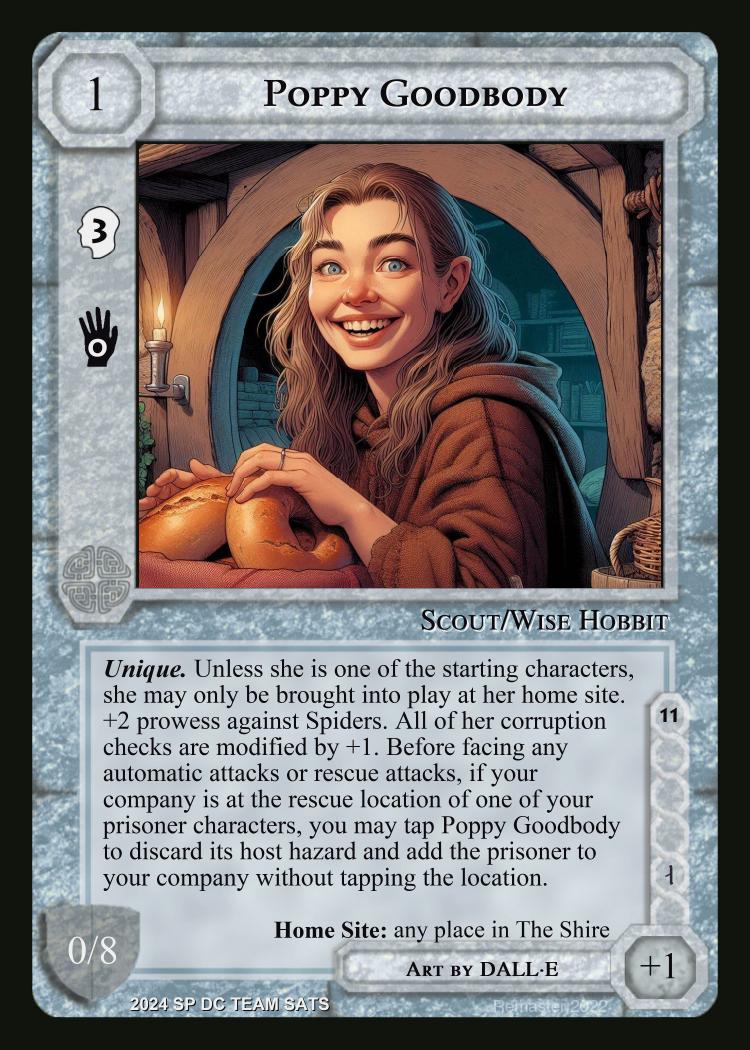 1
Poppy Goodbody
3
0
Scout/Wise Hobbit
Unique. Unless she is one of the starting characters,
she may only be brought into play at her home site.
+2 prowess against Spiders. All of her corruption
checks are modified by +1. Before facing any
automatic attacks or rescue attacks, if your
company is at the rescue location of one of your
prisoner characters, you may tap Poppy Goodbody
to discard its host hazard and add the prisoner to
your company without tapping the location.
11
Home Site: any place in The Shire
0/8
Art by DALL·E
+1
2024 SP DC TEAM SATS
Remaster 2022